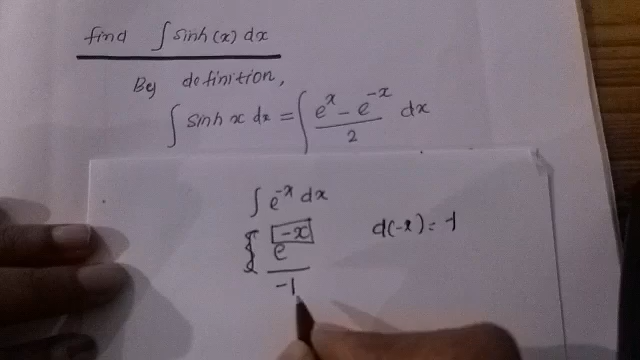 find ∫ sinh(x) dx
By definition,
∫ sinh x dx = ∫ (e^x - e^-x)/2 dx
∫ e^-x dx
e^-x/-1 d(-x) = -1